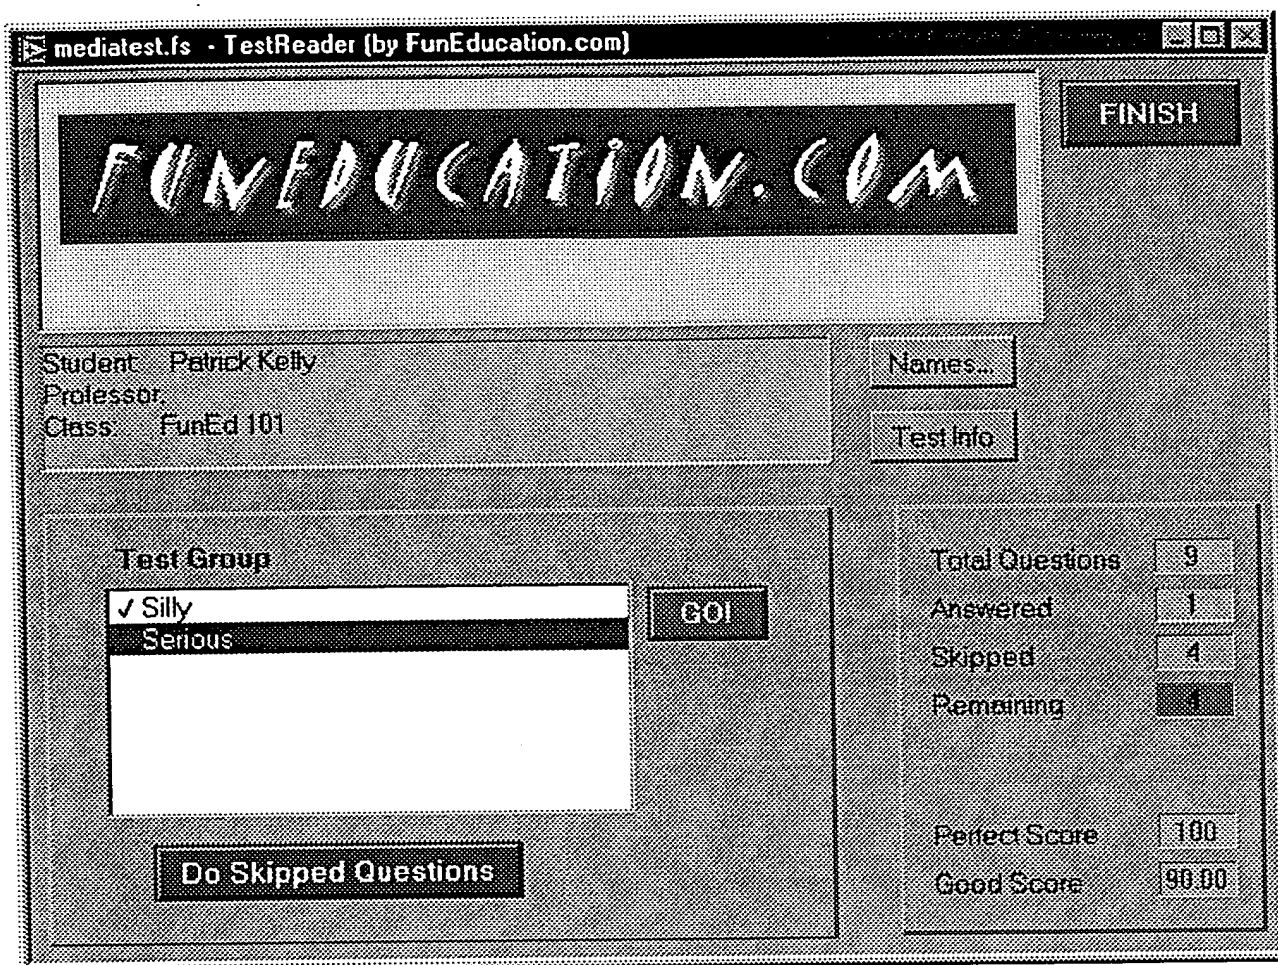 mediatest.fs - TestReader (by FunEducation.com)
FINISH
FUNEDUCATION.COM
Student: Patrick Kelly
Professor:
Class: FunEd 101
Names...
Test Info
Test Group
✓ Silly
Serious
GO!
Do Skipped Questions
Total Questions 9
Answered 1
Skipped 4
Remaining 4
Perfect Score 100
Good Score 90.00